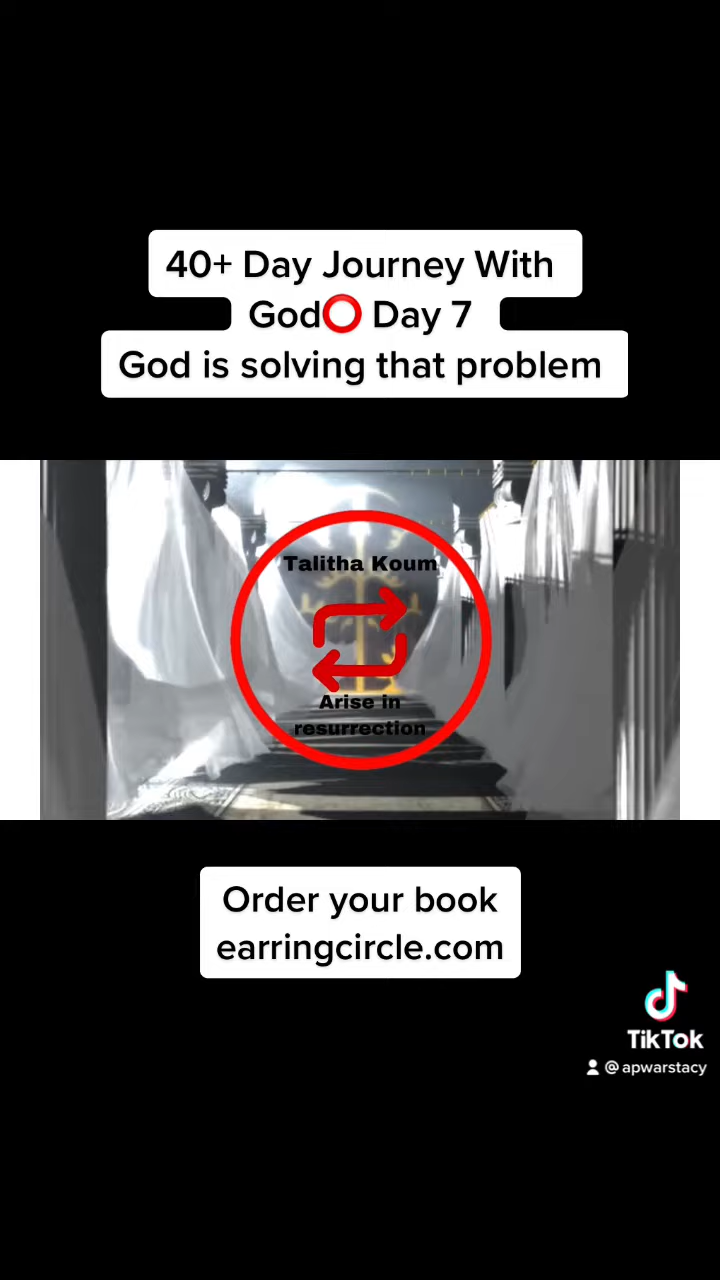 40+ Day Journey With
God⭕ Day 7
God is solving that problem
Talitha Koum
Arise in
resurrection
Order your book
earringcircle.com
TikTok
@apwarstacy